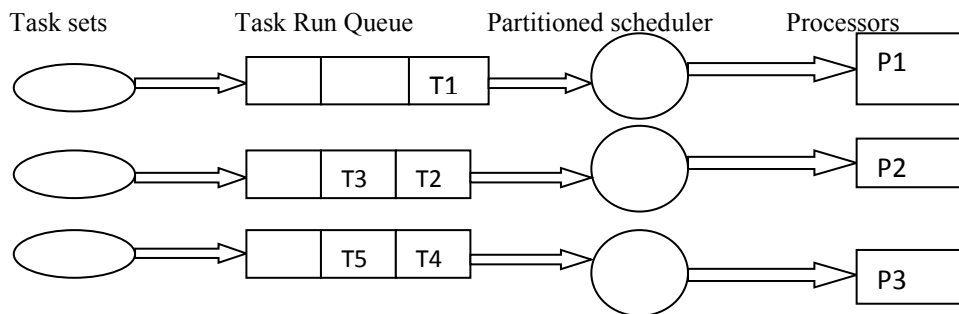 Task sets Task Run Queue Partitioned scheduler Processors
T1 P1
T3 T2 P2
T5 T4 P3